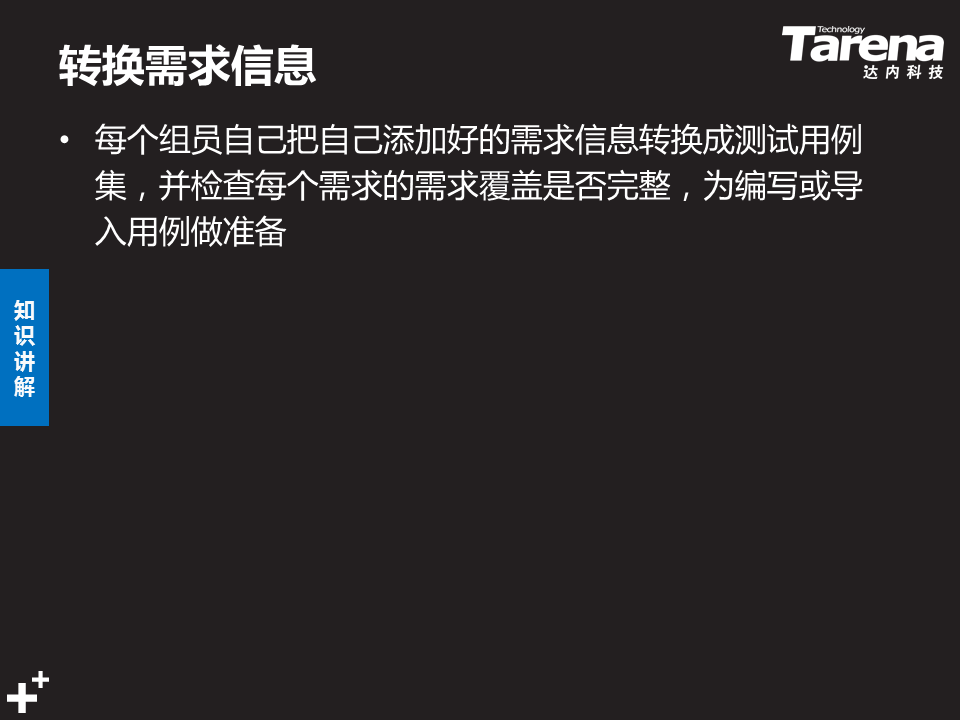 转换需求信息
Technology
Tarena
达内科技
• 每个组员自己把自己添加好的需求信息转换成测试用例
集，并检查每个需求的需求覆盖是否完整，为编写或导
入用例做准备
知
识
讲
解